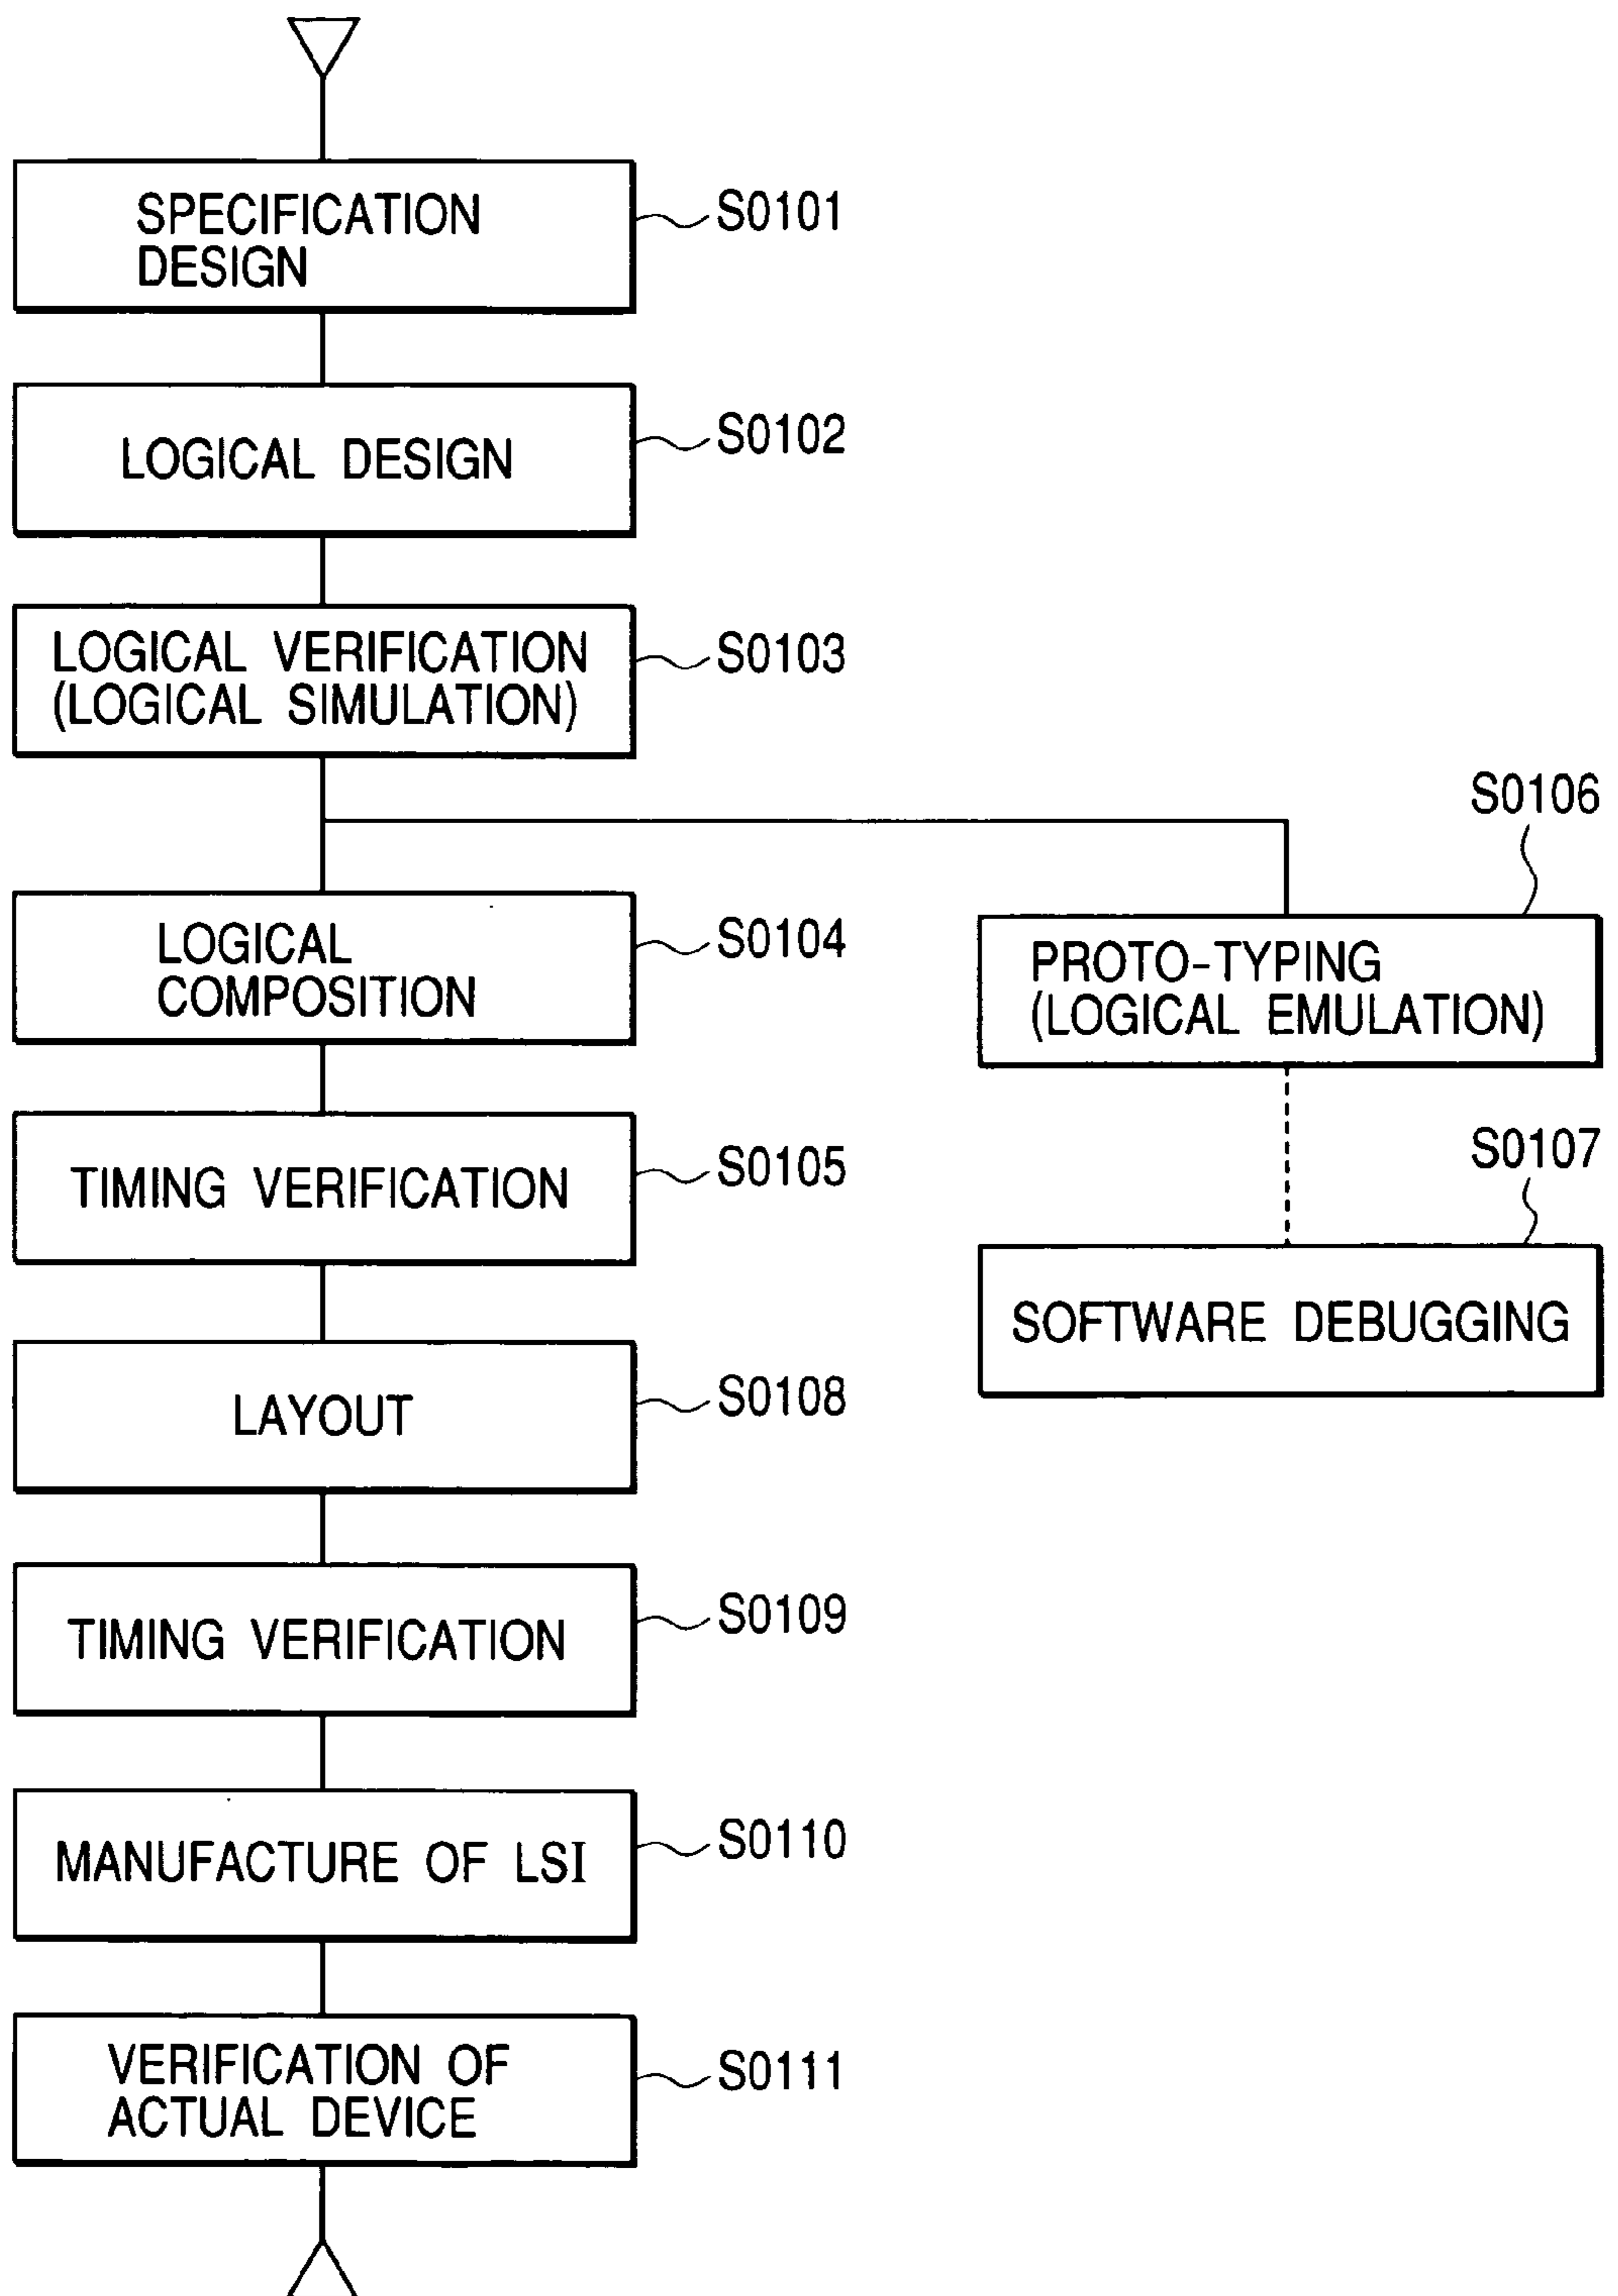 SPECIFICATION
DESIGN
S0101
LOGICAL DESIGN
S0102
LOGICAL VERIFICATION
(LOGICAL SIMULATION)
S0103
LOGICAL
COMPOSITION
S0104
S0106
PROTO-TYPING
(LOGICAL EMULATION)
TIMING VERIFICATION
S0105
S0107
SOFTWARE DEBUGGING
LAYOUT
S0108
TIMING VERIFICATION
S0109
MANUFACTURE OF LSI
S0110
VERIFICATION OF
ACTUAL DEVICE
S0111